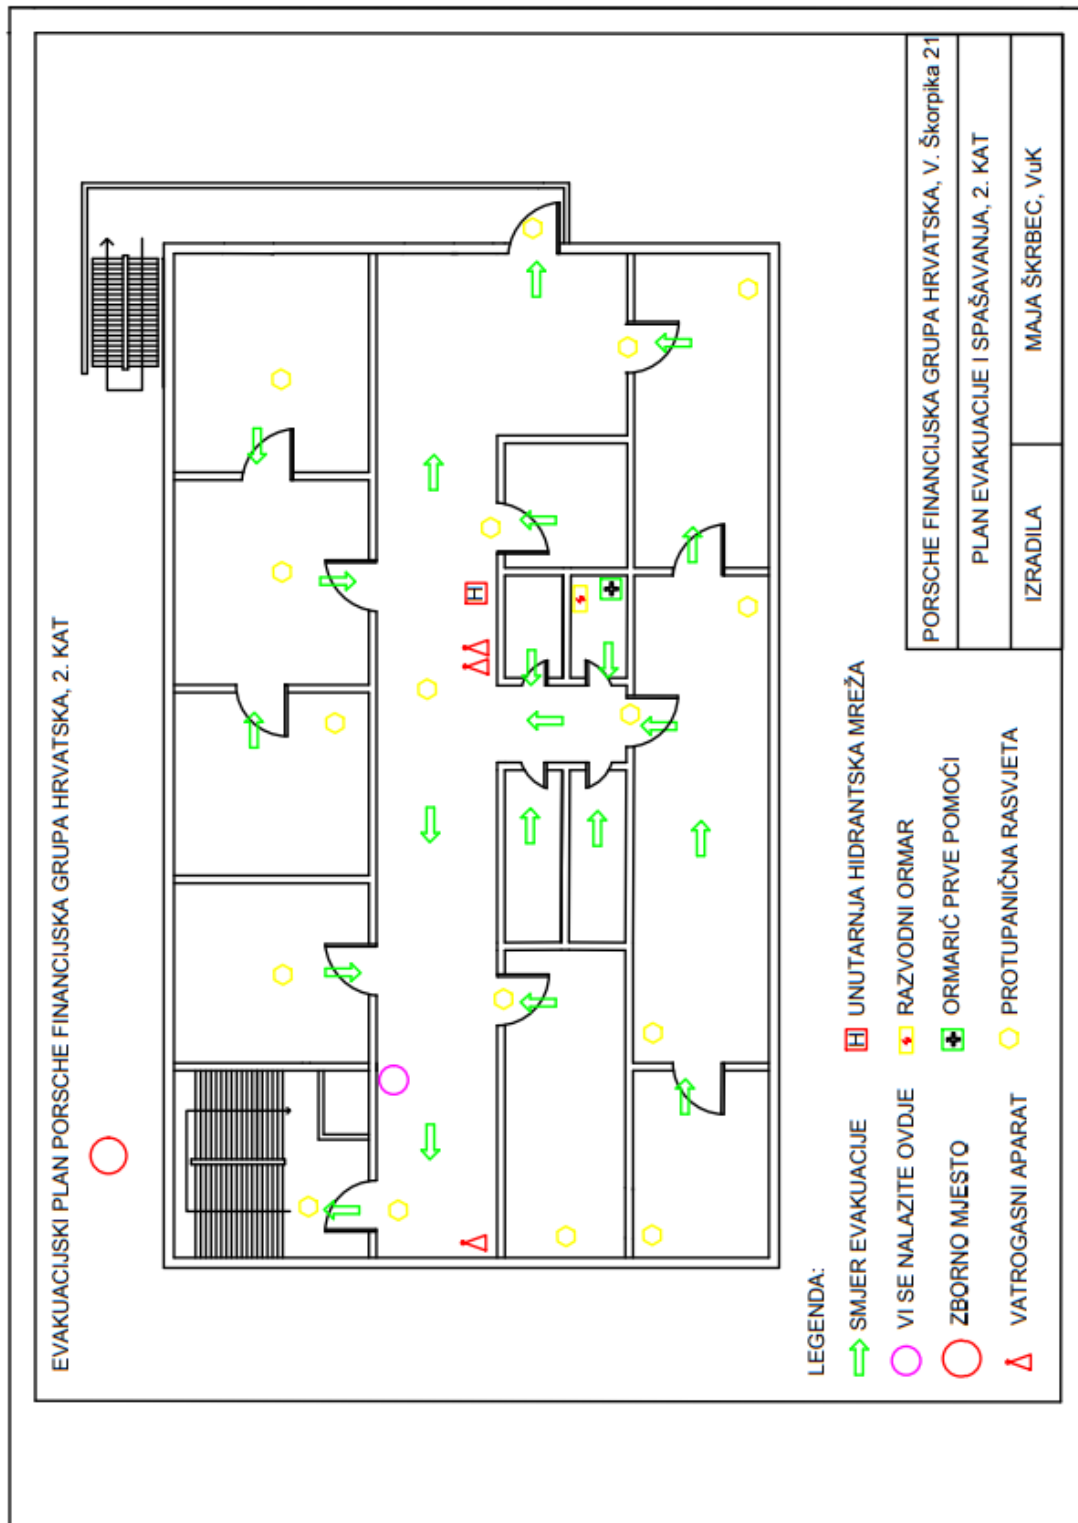 EVAKUACIJSKI PLAN PORSCHE FINANCIJSKA GRUPA HRVATSKA, 2. KAT
H
LEGENDA:
SMJER EVAKUACIJE
H UNUTARNJA HIDRANTSKA MREŽA
VI SE NALAZITE OVDJE
RAZVODNI ORMAR
ZBORNO MJESTO
ORMARIĆ PRVE POMOĆI
VATROGASNI APARAT
PROTUPANIČNA RASVJETA
PORSCHE FINANCIJSKA GRUPA HRVATSKA, V. Škorpika 21
PLAN EVAKUACIJE I SPAŠAVANJA, 2. KAT
IZRADILA
MAJA ŠKRBEC, VuK